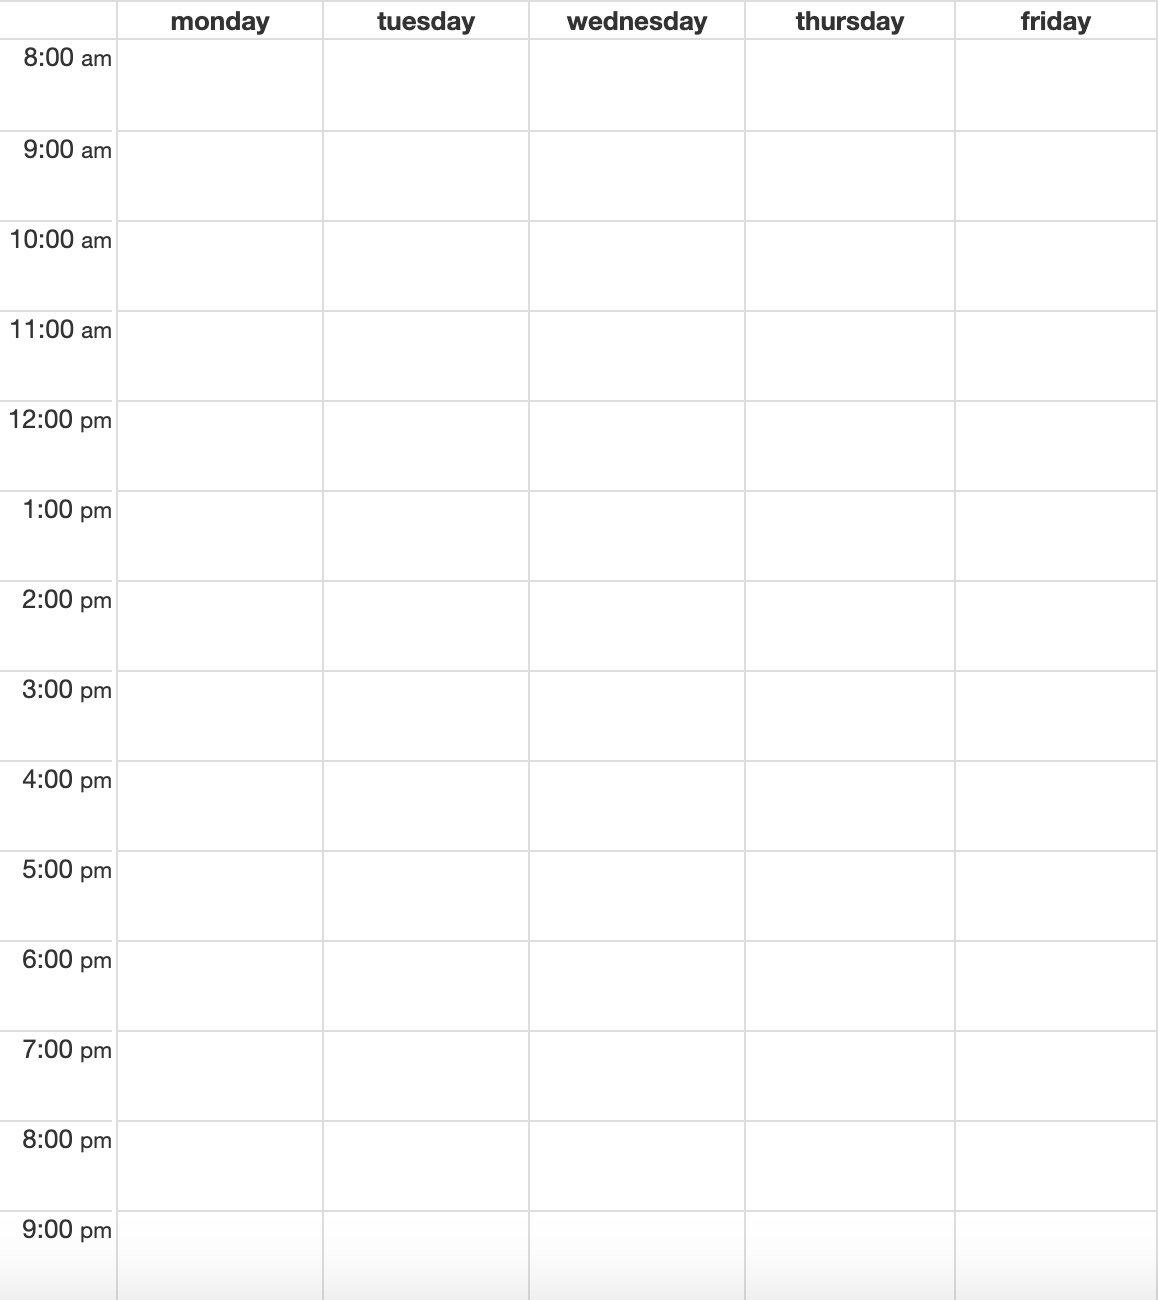 monday tuesday wednesday thursday friday
8:00 am
9:00 am
10:00 am
11:00 am
12:00 pm
1:00 pm
2:00 pm
3:00 pm
4:00 pm
5:00 pm
6:00 pm
7:00 pm
8:00 pm
9:00 pm